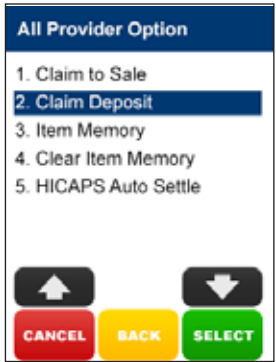 All Provider Option
1. Claim to Sale
2. Claim Deposit
3. Item Memory
4. Clear Item Memory
5. HICAPS Auto Settle
CANCEL BACK SELECT